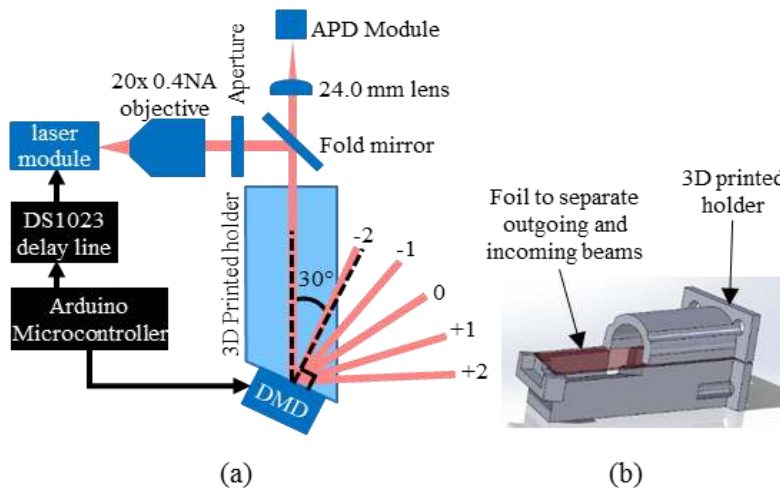 APD Module
24.0 mm lens
Aperture
20x 0.4NA
objective
Fold mirror
laser
module
DS1023
delay line
Arduino
Microcontroller
3D Printed holder
30°
-2
-1
0
+1
+2
DMD
(a)
Foil to separate
outgoing and
incoming beams
3D printed
holder
(b)